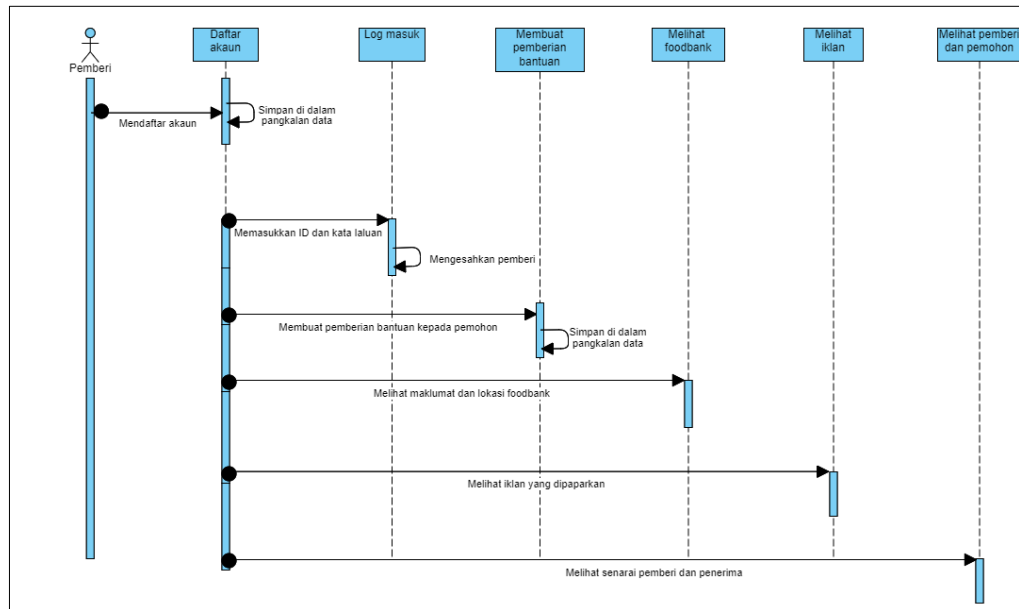 Pemberi
Daftar
akaun
Log masuk
Membuat
pemberian
bantuan
Melihat
foodbank
Melihat
iklan
Melihat pemberi
dan pemohon
Mendaftar akaun
Simpan di dalam
pangkalan data
Memasukkan ID dan kata laluan
Mengesahkan pemberi
Membuat pemberian bantuan kepada pemohon
Simpan di dalam
pangkalan data
Melihat maklumat dan lokasi foodbank
Melihat iklan yang dipaparkan
Melihat senarai pemberi dan penerima